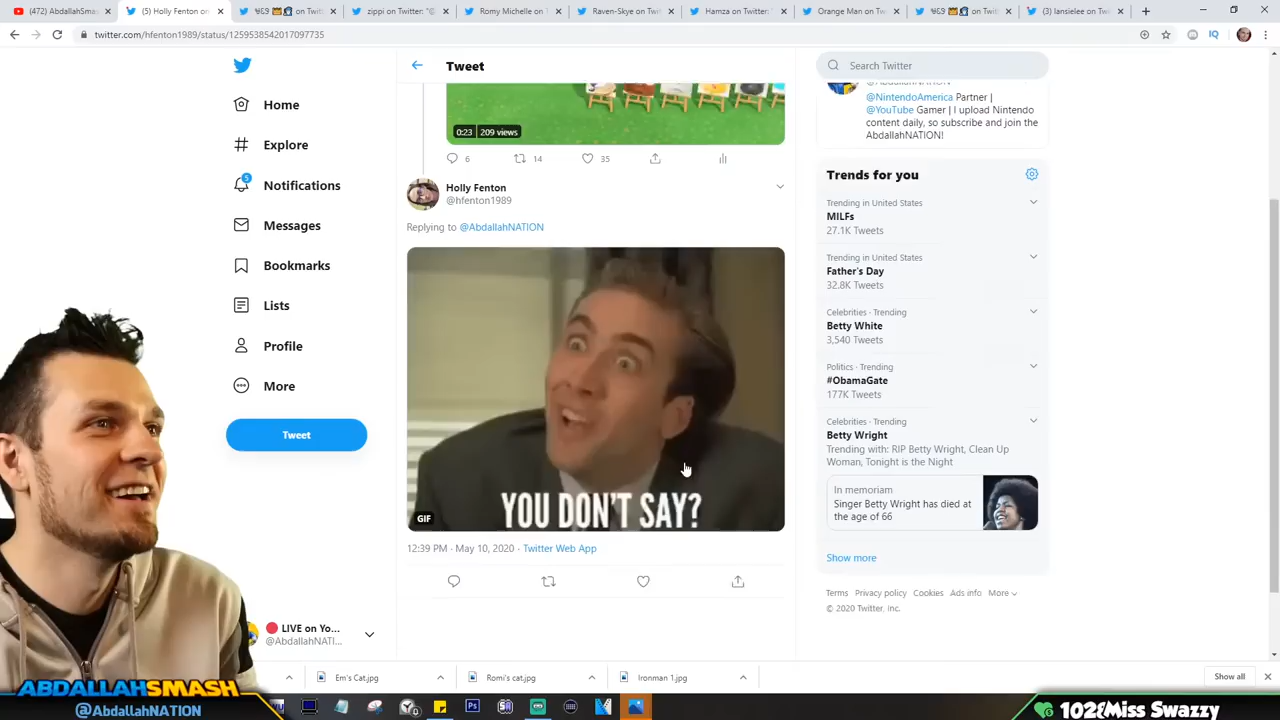 (472) AbdallahSmas
(5) Holly Fenton on
zippi on Twitter: "@
Romy Michelle on T
Raven-Skye on Twit
Hamza on Twitter: "
Orange Man on Twi
(3) lansielee on Twi
twitter.com/hfenton1989/status/1259538542017097735
Home
Explore
5
Notifications
Messages
Bookmarks
Lists
Profile
More
Tweet
LIVE on Yo...
@AbdallahNATI...
Tweet
0:23 209 views
6 14 35
Holly Fenton
@hfenton1989
Replying to @AbdallahNATION
YOU DON'T SAY?
GIF
12:39 PM · May 10, 2020 · Twitter Web App
Search Twitter
@NintendoAmerica Partner |
@YouTube Gamer | I upload Nintendo
content daily, so subscribe and join the
AbdallahNATION!
Trends for you
Trending in United States
MILFs
27.1K Tweets
Trending in United States
Father's Day
32.8K Tweets
Celebrities · Trending
Betty White
3,540 Tweets
Politics · Trending
#ObamaGate
177K Tweets
Celebrities · Trending
Betty Wright
Trending with: RIP Betty Wright, Clean Up
Woman, Tonight is the Night
In memoriam
Singer Betty Wright has died at
the age of 66
Show more
Terms Privacy policy Cookies Ads info More
© 2020 Twitter, Inc.
Em's Cat.jpg
Romi's cat.jpg
Ironman 1.jpg
Show all
ABDALLAHSMASH
@AbdallahNATION
Miss Swazzy